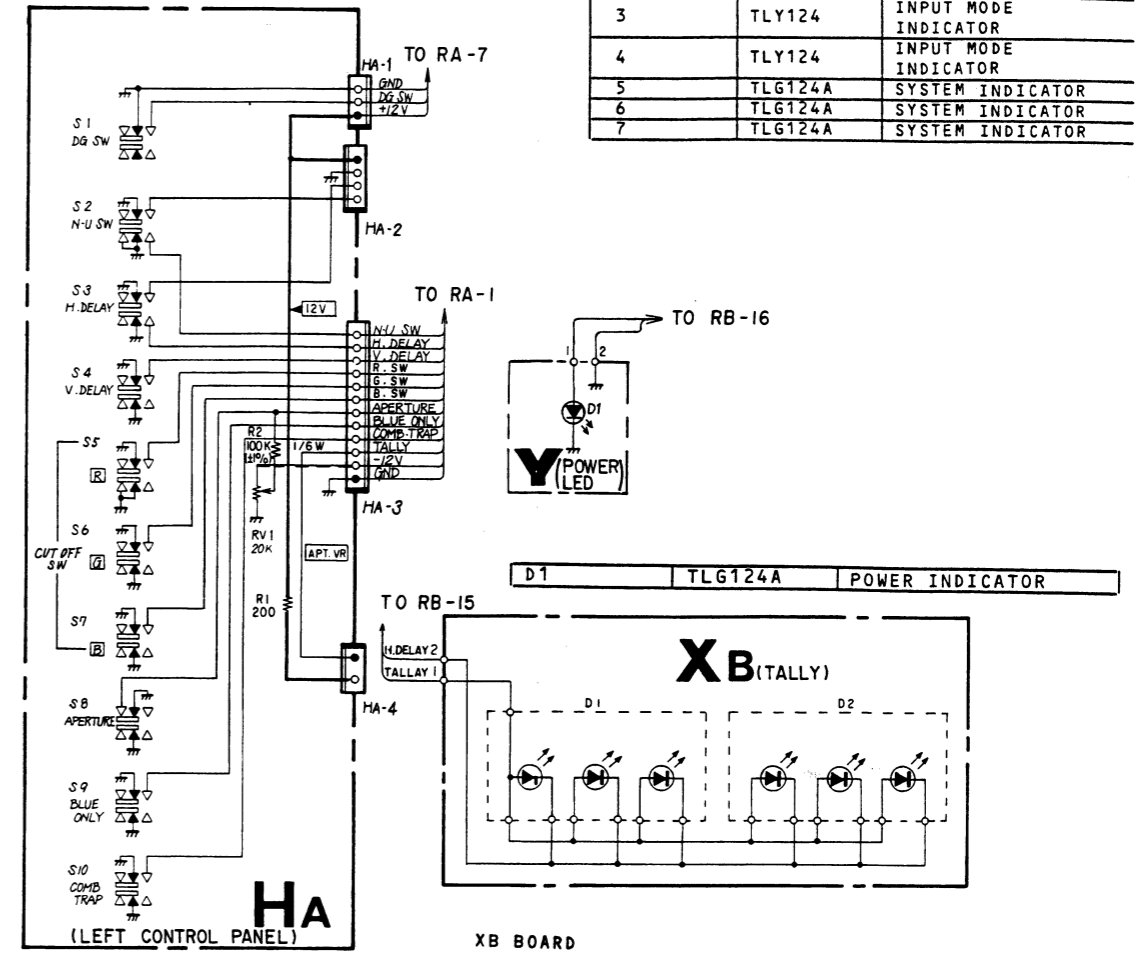 3 TLY124 INPUT MODE
INDICATOR
4 TLY124 INPUT MODE
INDICATOR
5 TLG124A SYSTEM INDICATOR
6 TLG124A SYSTEM INDICATOR
7 TLG124A SYSTEM INDICATOR
TO RA-7
HA-1
GND
DG SW
+12V
S1
DG SW
S2
N-U SW
HA-2
S3
H.DELAY
12V
TO RA-1
N-U SW
H. DELAY
V. DELAY
R. SW
G. SW
B. SW
APERTURE
BLUE ONLY
COMB.TRAP
TALLY
-12V
GND
HA-3
S4
V.DELAY
R2
100K
(±1%)
1/6W
S5
R
RV1
20K
APT. VR
S6
CUT OFF
SW
G
R1
200
S7
B
HA-4
S8
APERTURE
S9
BLUE
ONLY
S10
COMB
TRAP
HA
(LEFT CONTROL PANEL)
TO RB-16
1 2
D1
Y (POWER LED)
D1 TLG124A POWER INDICATOR
TO RB-15
H.DELAY 2
TALLAY 1
XB (TALLY)
D1 D2
XB BOARD